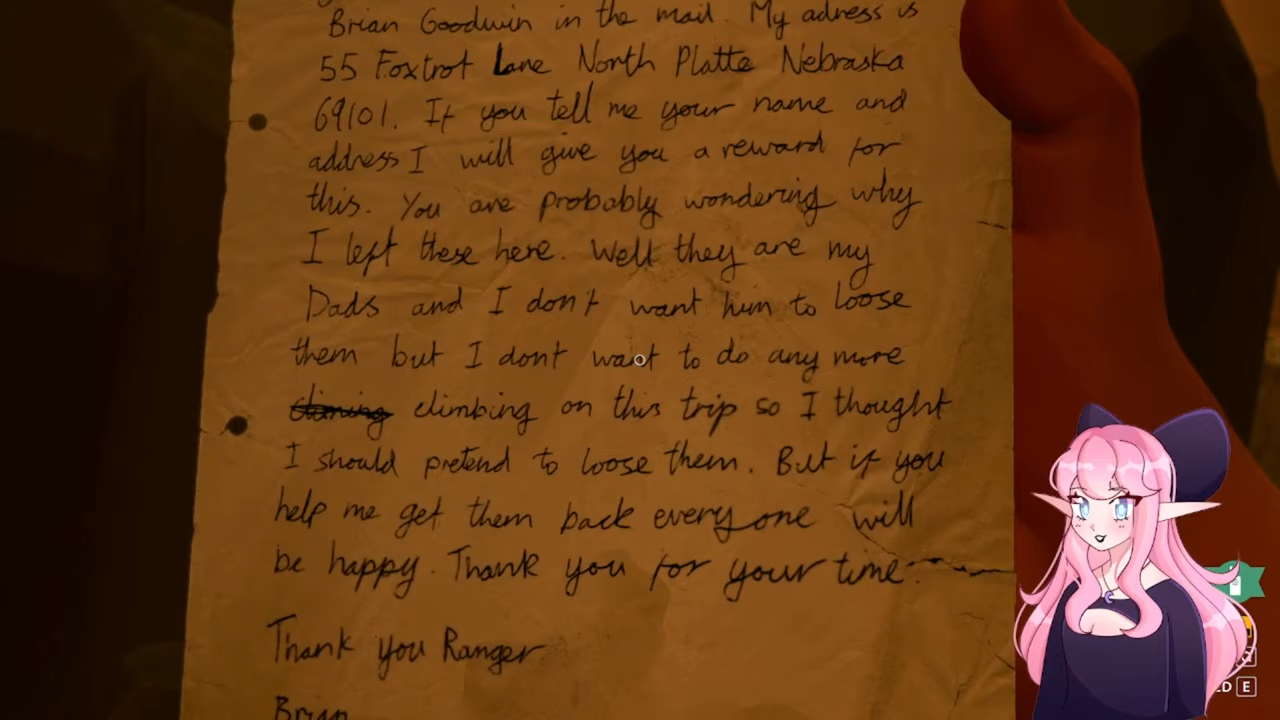 Brian Goodwin in the mail. My adress is
55 Foxtrot Lane North Platte Nebraska
69101. If you tell me your name and
address I will give you a reward for
this. You are probably wondering why
I left these here. Well they are my
Dads and I don't want him to loose
them but I dont want to do any more
climing climbing on this trip so I thought
I should pretend to loose them. But if you
help me get them back everyone will
be happy. Thank you for your time.
Thank you Ranger
Brian
E